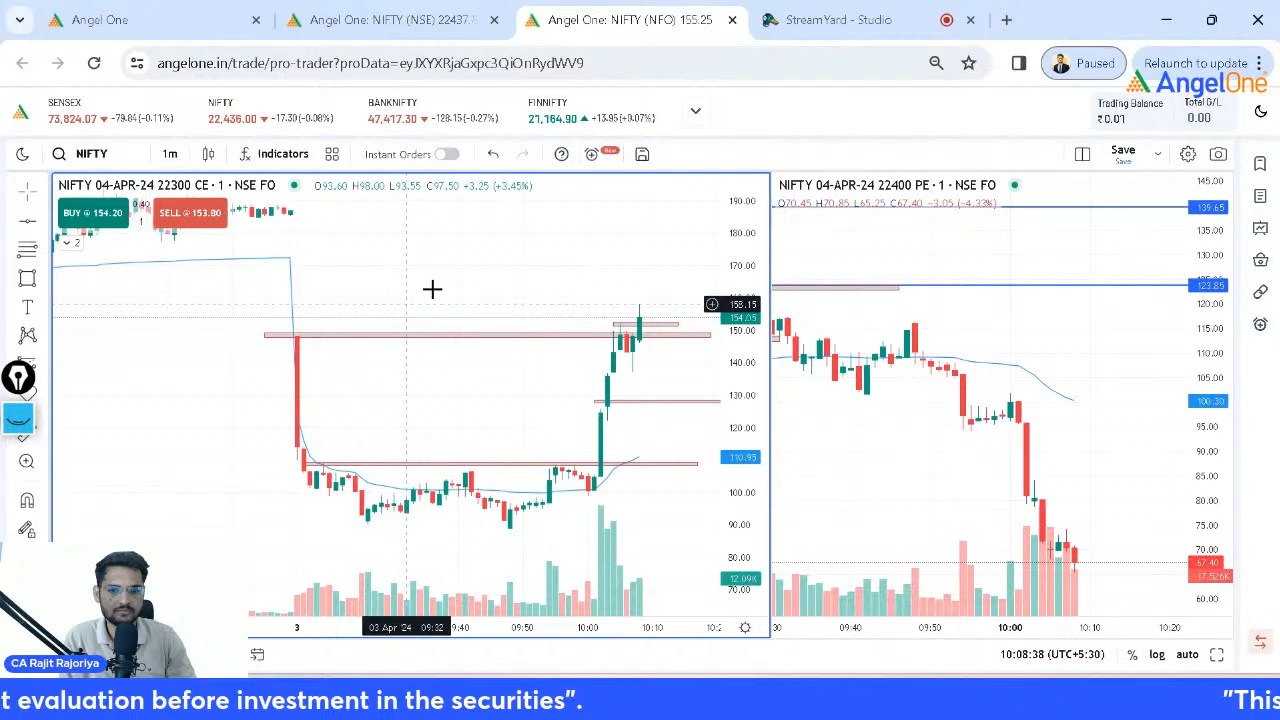 Angel One
Angel One: NIFTY (NSE) 22437.8
Angel One: NIFTY (NFO) 155.25
StreamYard - Studio
angelone.in/trade/pro-trader?proData=eyJXYXRjaGxpc3QiOnRydWV9
Paused
Relaunch to update
AngelOne
SENSEX
73,824.07 -79.84(-0.11%)
NIFTY
22,436.00 -17.30(-0.08%)
BANKNIFTY
47,417.30 -128.15(-0.27%)
FINNIFTY
21,164.90 +13.95(+0.07%)
Trading Balance
₹0.01
Total G/L
0.00
NIFTY
1m
Indicators
Instant Orders
New
Save
Save
NIFTY 04-APR-24 22300 CE · 1 · NSE FO
O93.60 H98.00 L93.55 C97.50 +3.25 (+3.45%)
BUY @ 154.20
0.40
1
SELL @ 153.80
2
190.00
180.00
170.00
158.15
154.05
150.00
140.00
130.00
120.00
110.95
100.00
90.00
80.00
12.09K
70.00
3
03 Apr '24 09:32
09:40
09:50
10:00
10:10
NIFTY 04-APR-24 22400 PE · 1 · NSE FO
O70.45 H70.85 L65.25 C67.40 -3.05 (-4.33%)
145.00
139.65
135.00
130.00
123.85
120.00
115.00
110.00
105.00
100.30
95.00
90.00
85.00
80.00
75.00
70.00
67.40
17.526K
60.00
:30
09:40
09:50
10:00
10:10
10:20
10:08:38 (UTC+5:30)
%
log
auto
CA Rajit Rajoriya
t evaluation before investment in the securities".
"This